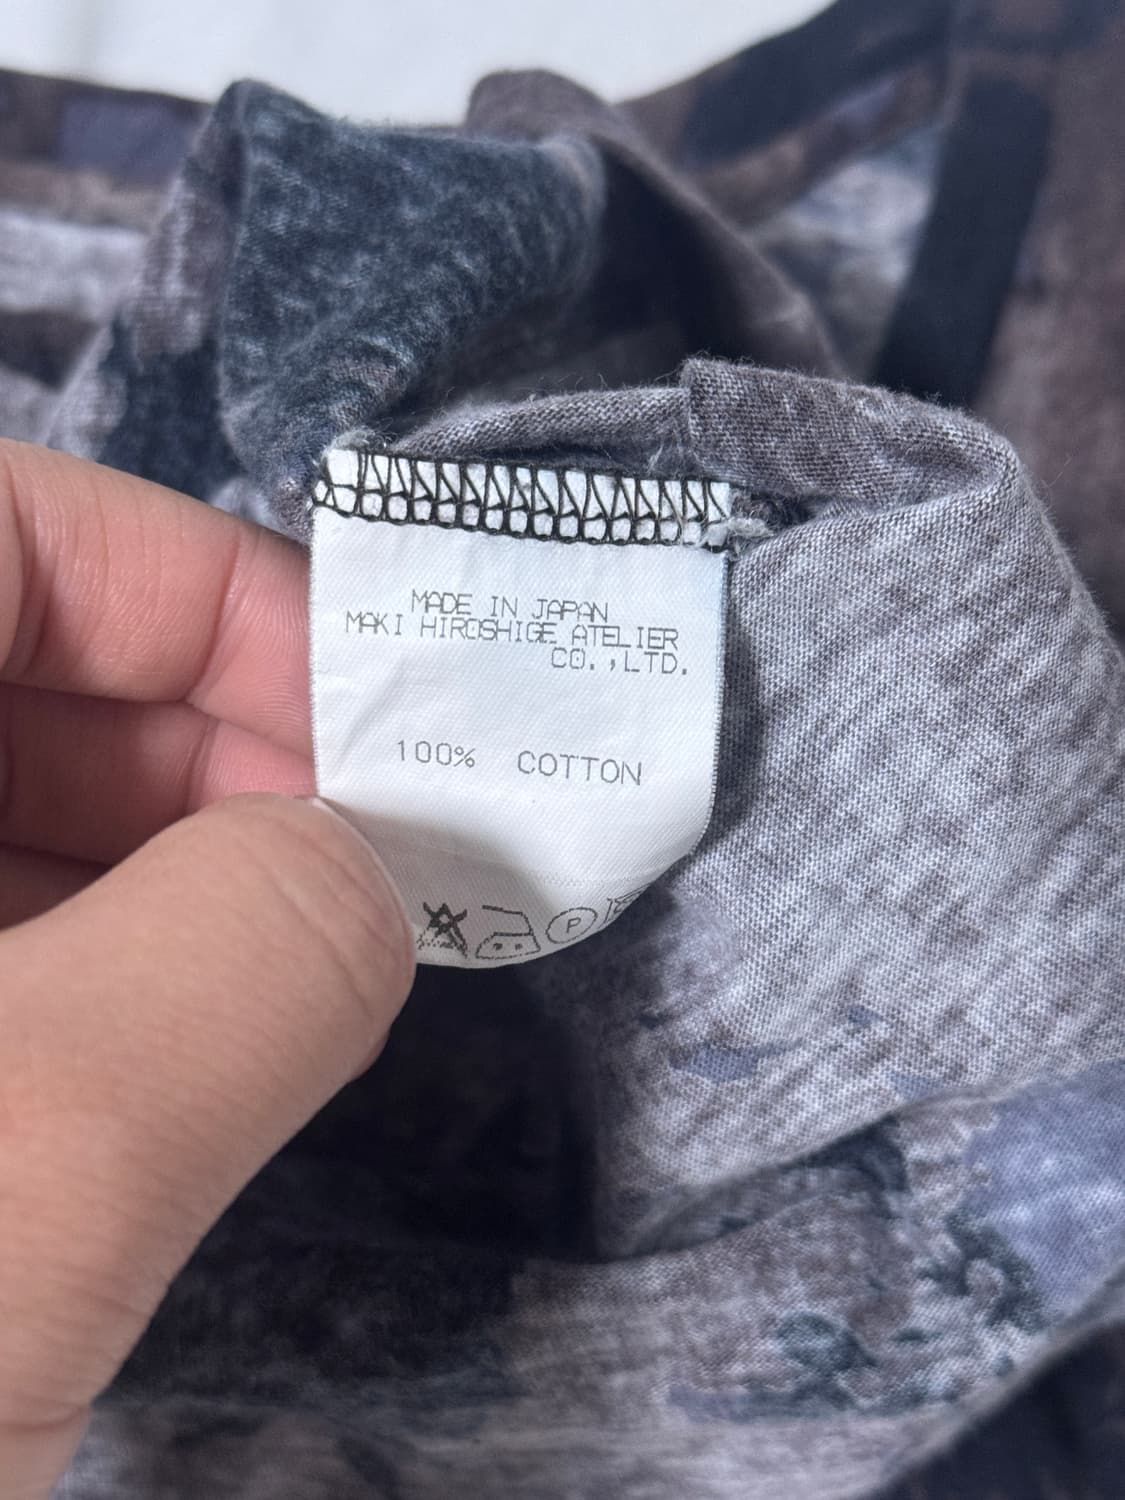 MADE IN JAPAN
MAKI HIROSHIGE ATELIER
CO.,LTD.
100% COTTON
P